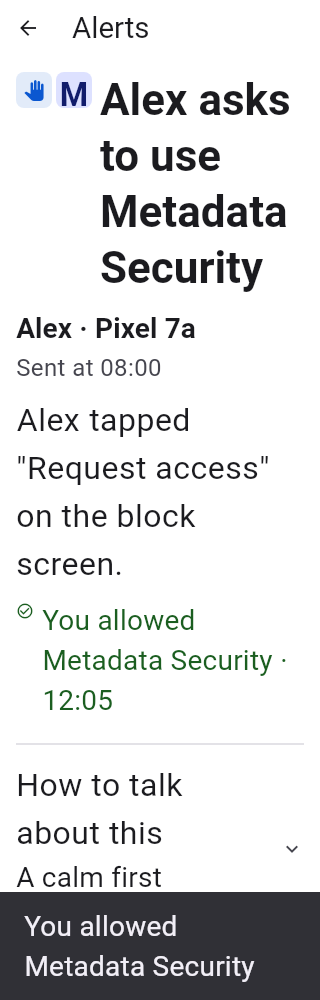 Alerts
M
Alex asks
to use
Metadata
Security
Alex · Pixel 7a
Sent at 08:00
Alex tapped
"Request access"
on the block
screen.
You allowed
Metadata Security ·
12:05
How to talk
about this
A calm first
You allowed
Metadata Security